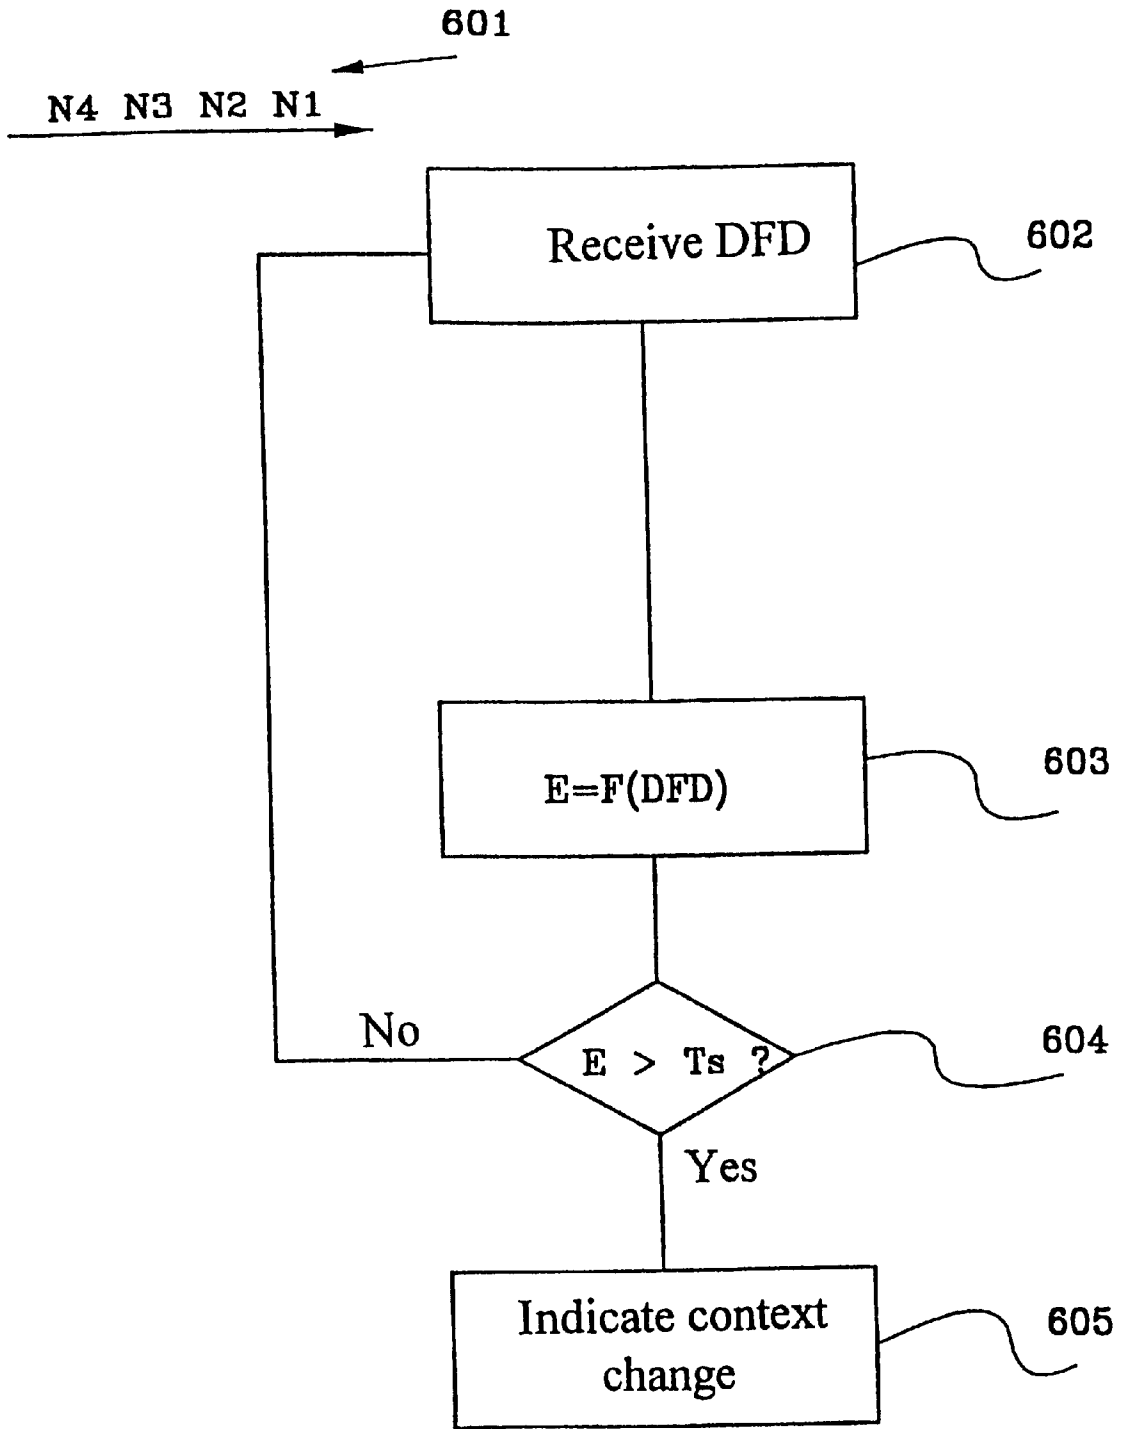 601
N4 N3 N2 N1
Receive DFD
602
E=F(DFD)
603
No
E > Ts ?
604
Yes
Indicate context
change
605